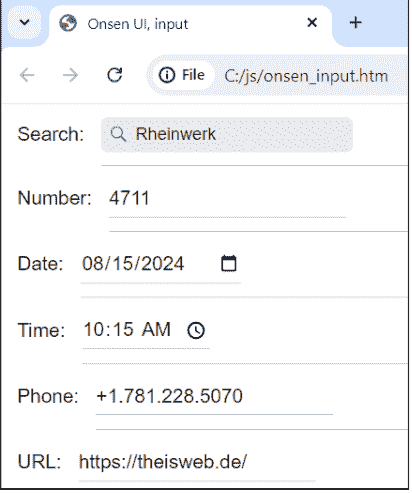 Onsen UI, input
File C:/js/onsen_input.htm
Search: Rheinwerk
Number: 4711
Date: 08/15/2024
Time: 10:15 AM
Phone: +1.781.228.5070
URL: https://theisweb.de/